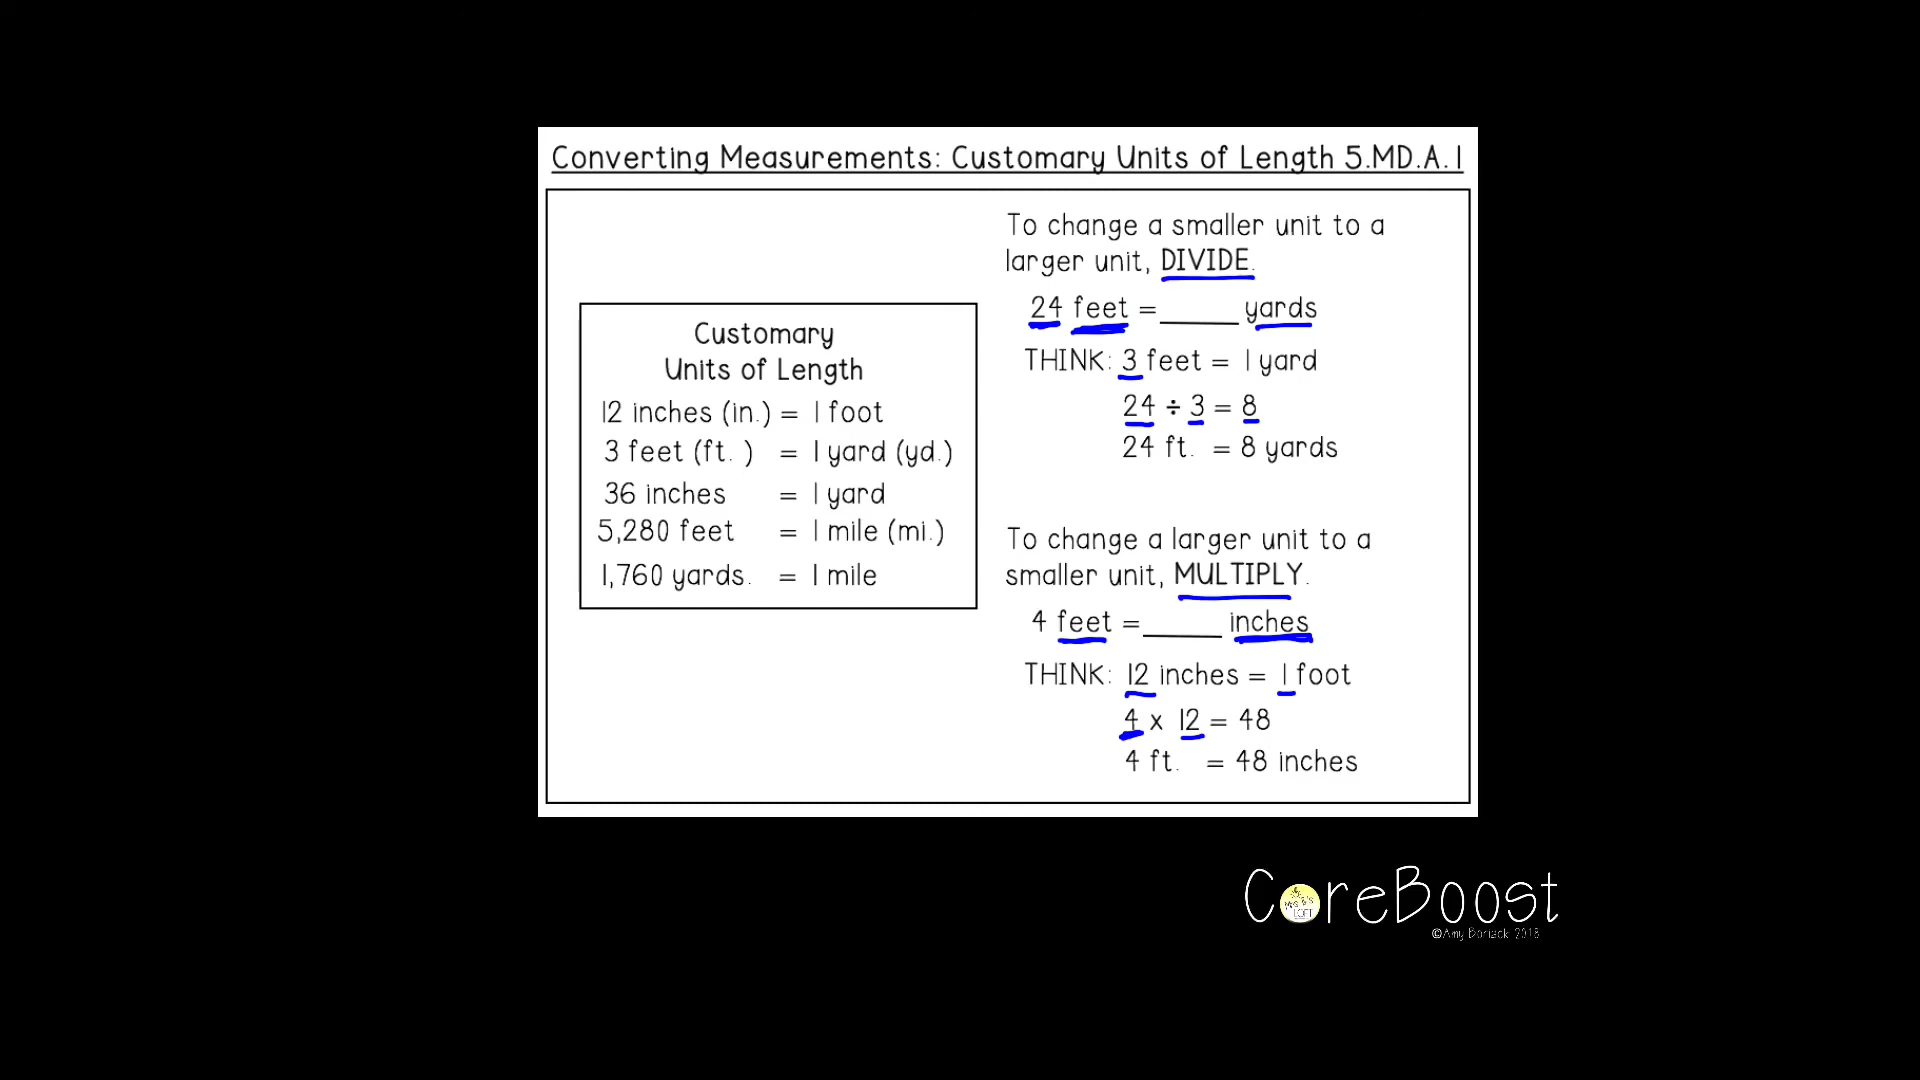 Converting Measurements: Customary Units of Length 5.MD.A.1
Customary
Units of Length
12 inches (in.) = 1 foot
3 feet (ft. ) = 1 yard (yd.)
36 inches = 1 yard
5,280 feet = 1 mile (mi.)
1,760 yards. = 1 mile
To change a smaller unit to a
larger unit, DIVIDE.
24 feet =_____ yards
THINK: 3 feet = 1 yard
24 ÷ 3 = 8
24 ft. = 8 yards
To change a larger unit to a
smaller unit, MULTIPLY.
4 feet =_____ inches
THINK: 12 inches = 1 foot
4 x 12 = 48
4 ft. = 48 inches
CoreBoost
©Amy Borizck 2018